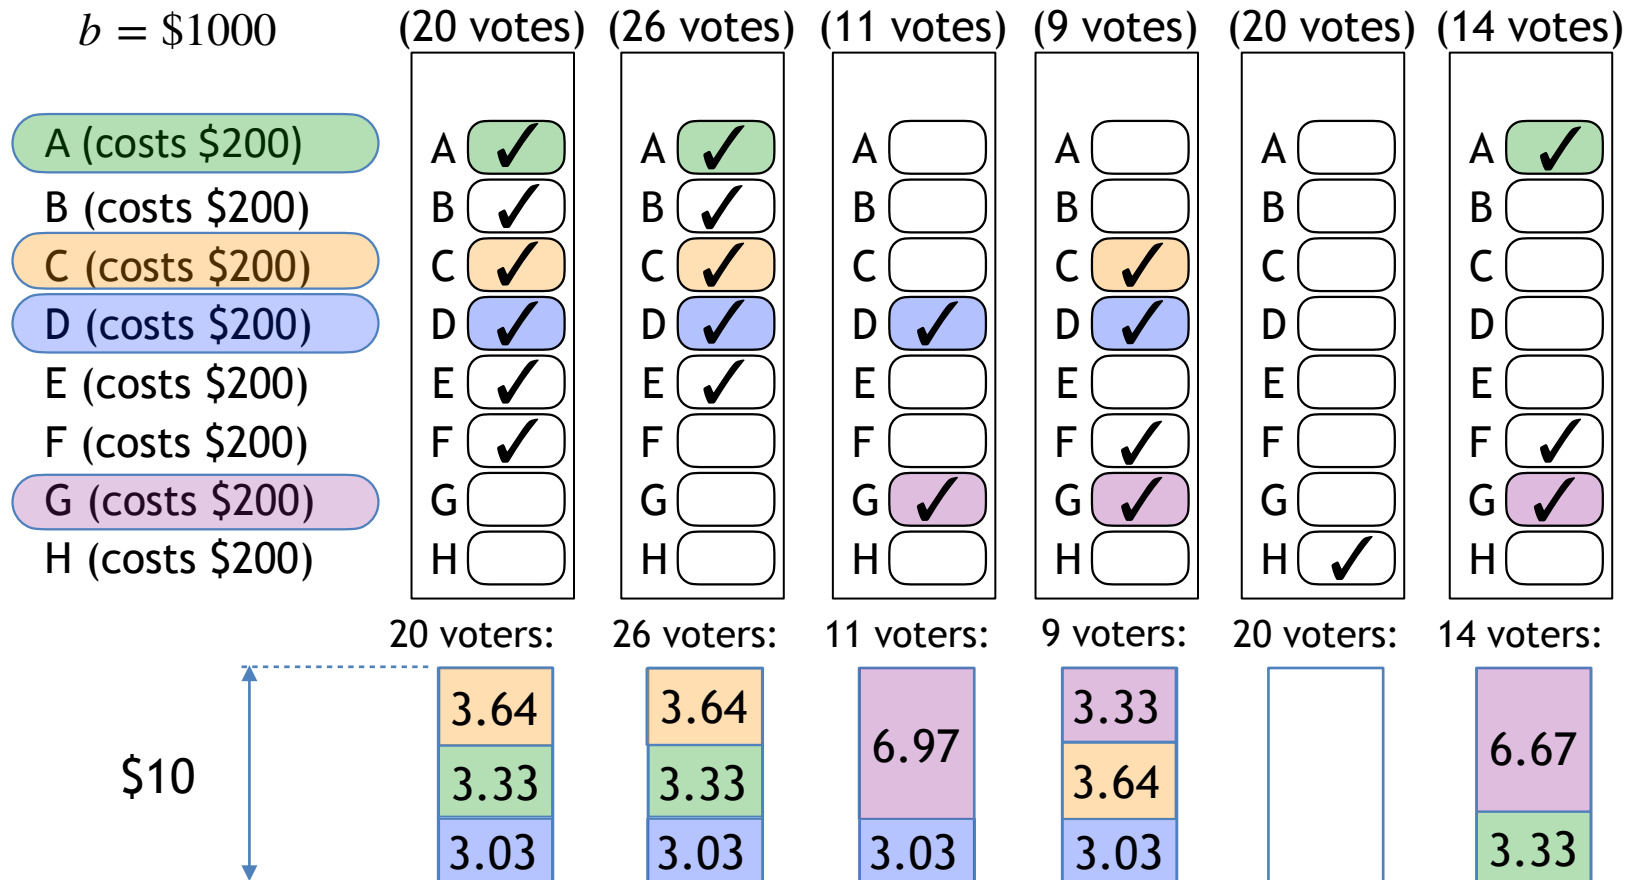 b = $1000 (20 votes) (26 votes) (11 votes) (9 votes) (20 votes) (14 votes)
A (costs $200) A ✓ A ✓ A A A A ✓
B (costs $200) B ✓ B ✓ B B B B
C (costs $200) C ✓ C ✓ C C ✓ C C
D (costs $200) D ✓ D ✓ D ✓ D ✓ D D
E (costs $200) E ✓ E ✓ E E E E
F (costs $200) F ✓ F F F ✓ F F ✓
G (costs $200) G G G ✓ G ✓ G G ✓
H (costs $200) H H H H H ✓ H
20 voters: 26 voters: 11 voters: 9 voters: 20 voters: 14 voters:
3.64 3.64 6.97 3.33 6.67
$10 3.33 3.33 3.64
3.03 3.03 3.03 3.03 3.33